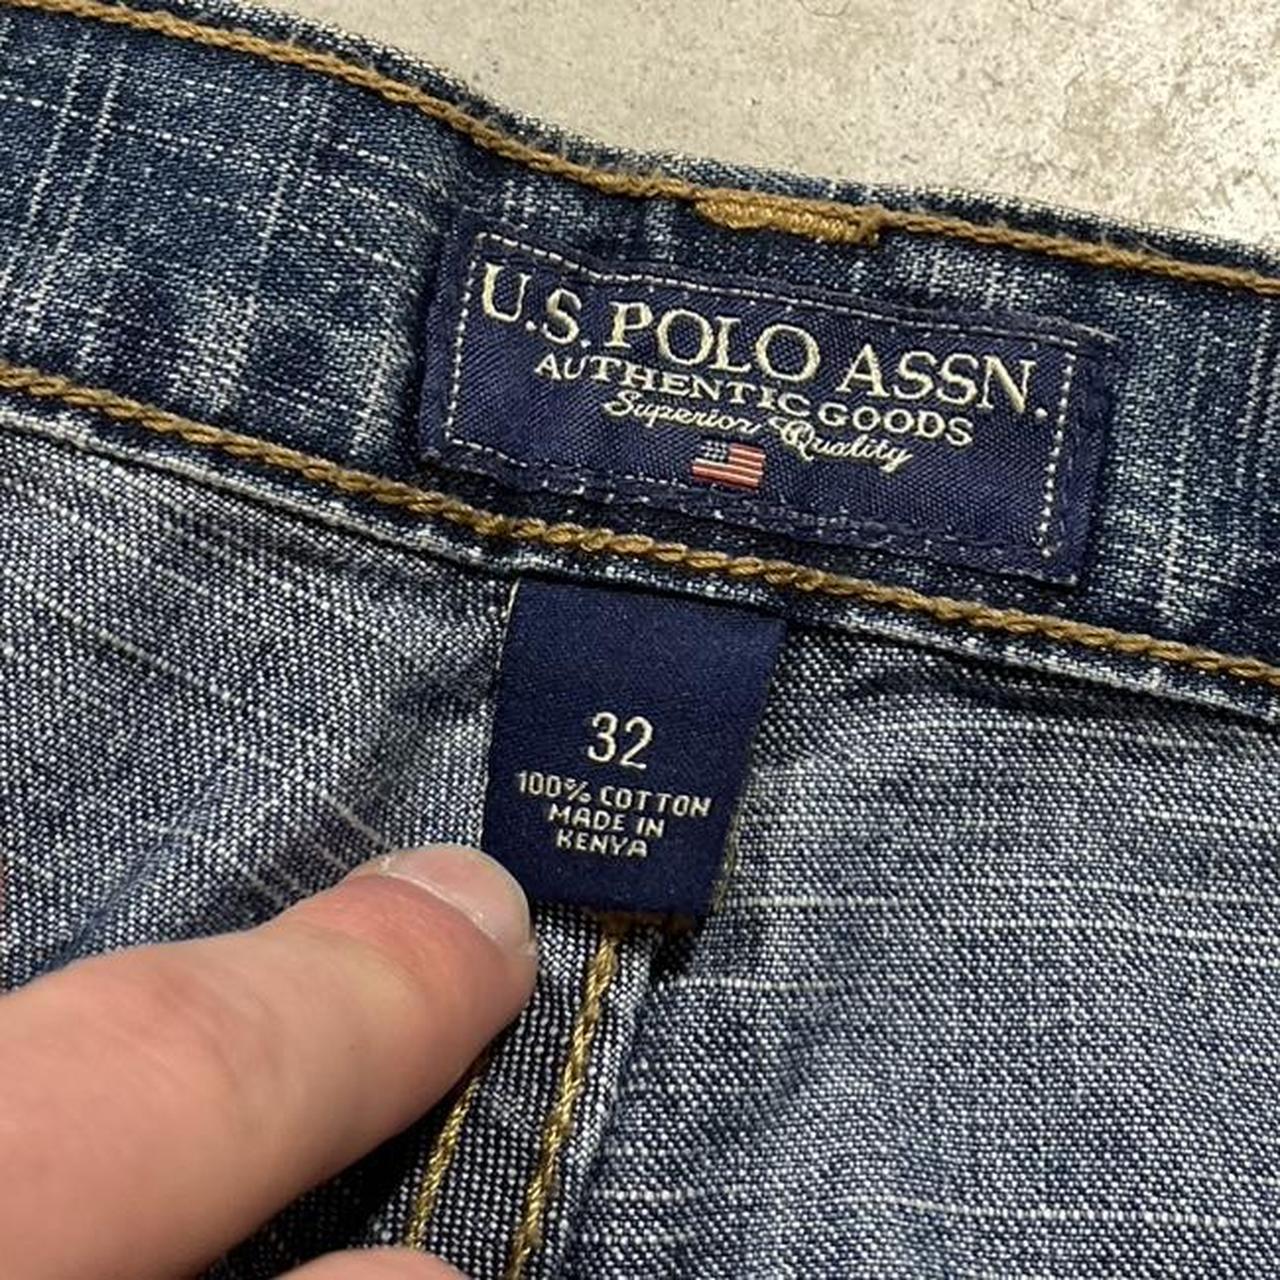 U.S. POLO ASSN.
AUTHENTIC GOODS
Superior Quality
32
100% COTTON
MADE IN
KENYA